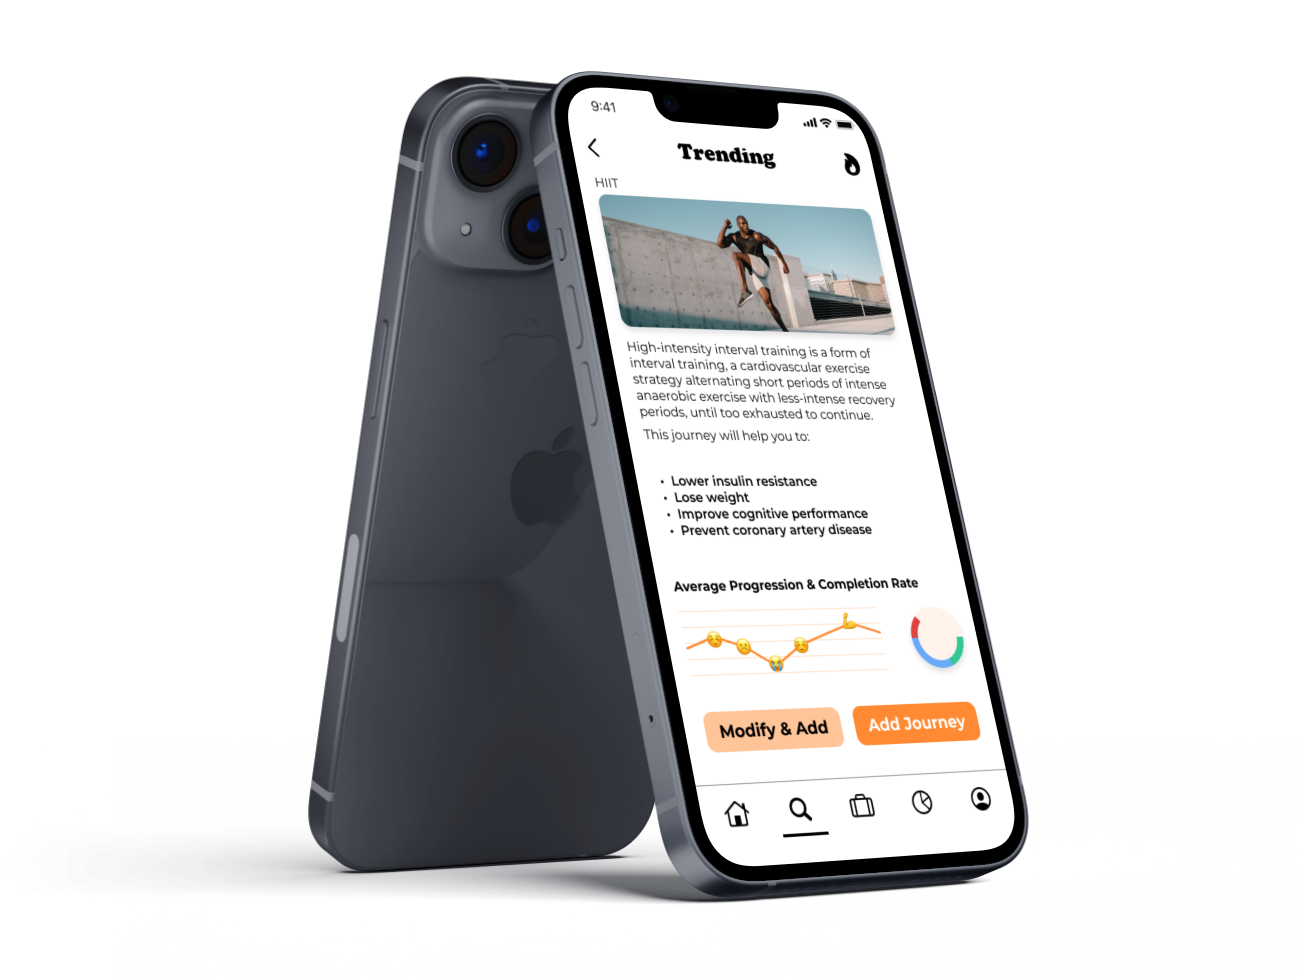 9:41
Trending
HIIT
High-intensity interval training is a form of
interval training, a cardiovascular exercise
strategy alternating short periods of intense
anaerobic exercise with less-intense recovery
periods, until too exhausted to continue.
This journey will help you to:
• Lower insulin resistance
• Lose weight
• Improve cognitive performance
• Prevent coronary artery disease
Average Progression & Completion Rate
Modify & Add
Add Journey